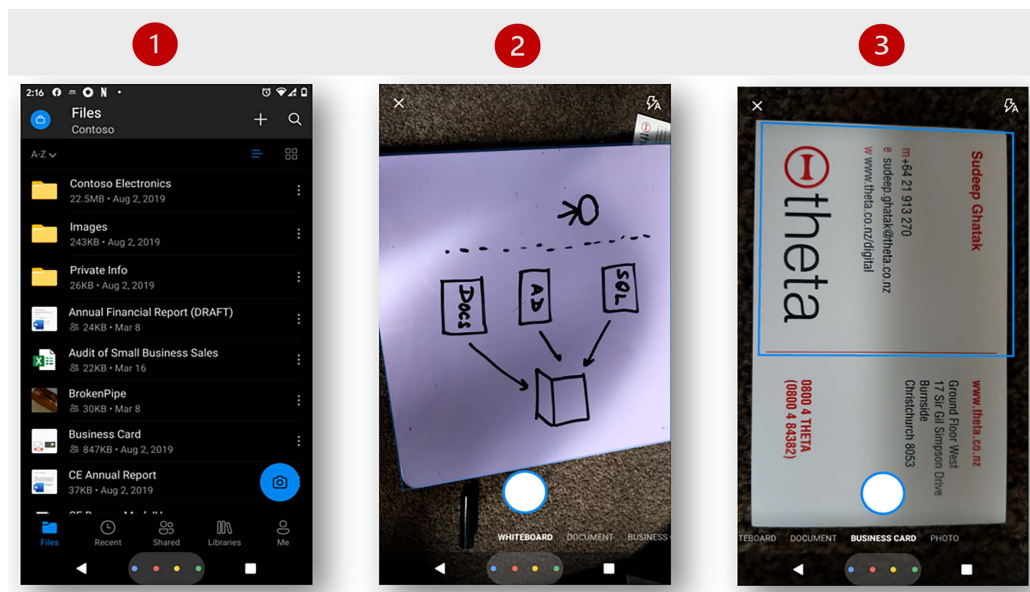 1
2
3
2:16
Files
Contoso
A-Z
Contoso Electronics
22.5MB • Aug 2, 2019
Images
243KB • Aug 2, 2019
Private Info
26KB • Aug 2, 2019
Annual Financial Report (DRAFT)
24KB • Mar 8
Audit of Small Business Sales
22KB • Mar 16
BrokenPipe
30KB • Mar 8
Business Card
847KB • Aug 2, 2019
CE Annual Report
37KB • Aug 2, 2019
Files
Recent
Shared
Libraries
Me
DOCS
AD
SQL
WHITEBOARD DOCUMENT BUSINESS
Sudeep Ghatak
m+64 21 913 270
e sudeep.ghatak@theta.co.nz
w www.theta.co.nz/digital
theta
www.theta.co.nz
Ground Floor West
17 Sir Gil Simpson Drive
Burnside
Christchurch 8053
0800 4 THETA
(0800 4 84382)
DOCUMENT BUSINESS CARD PHOTO